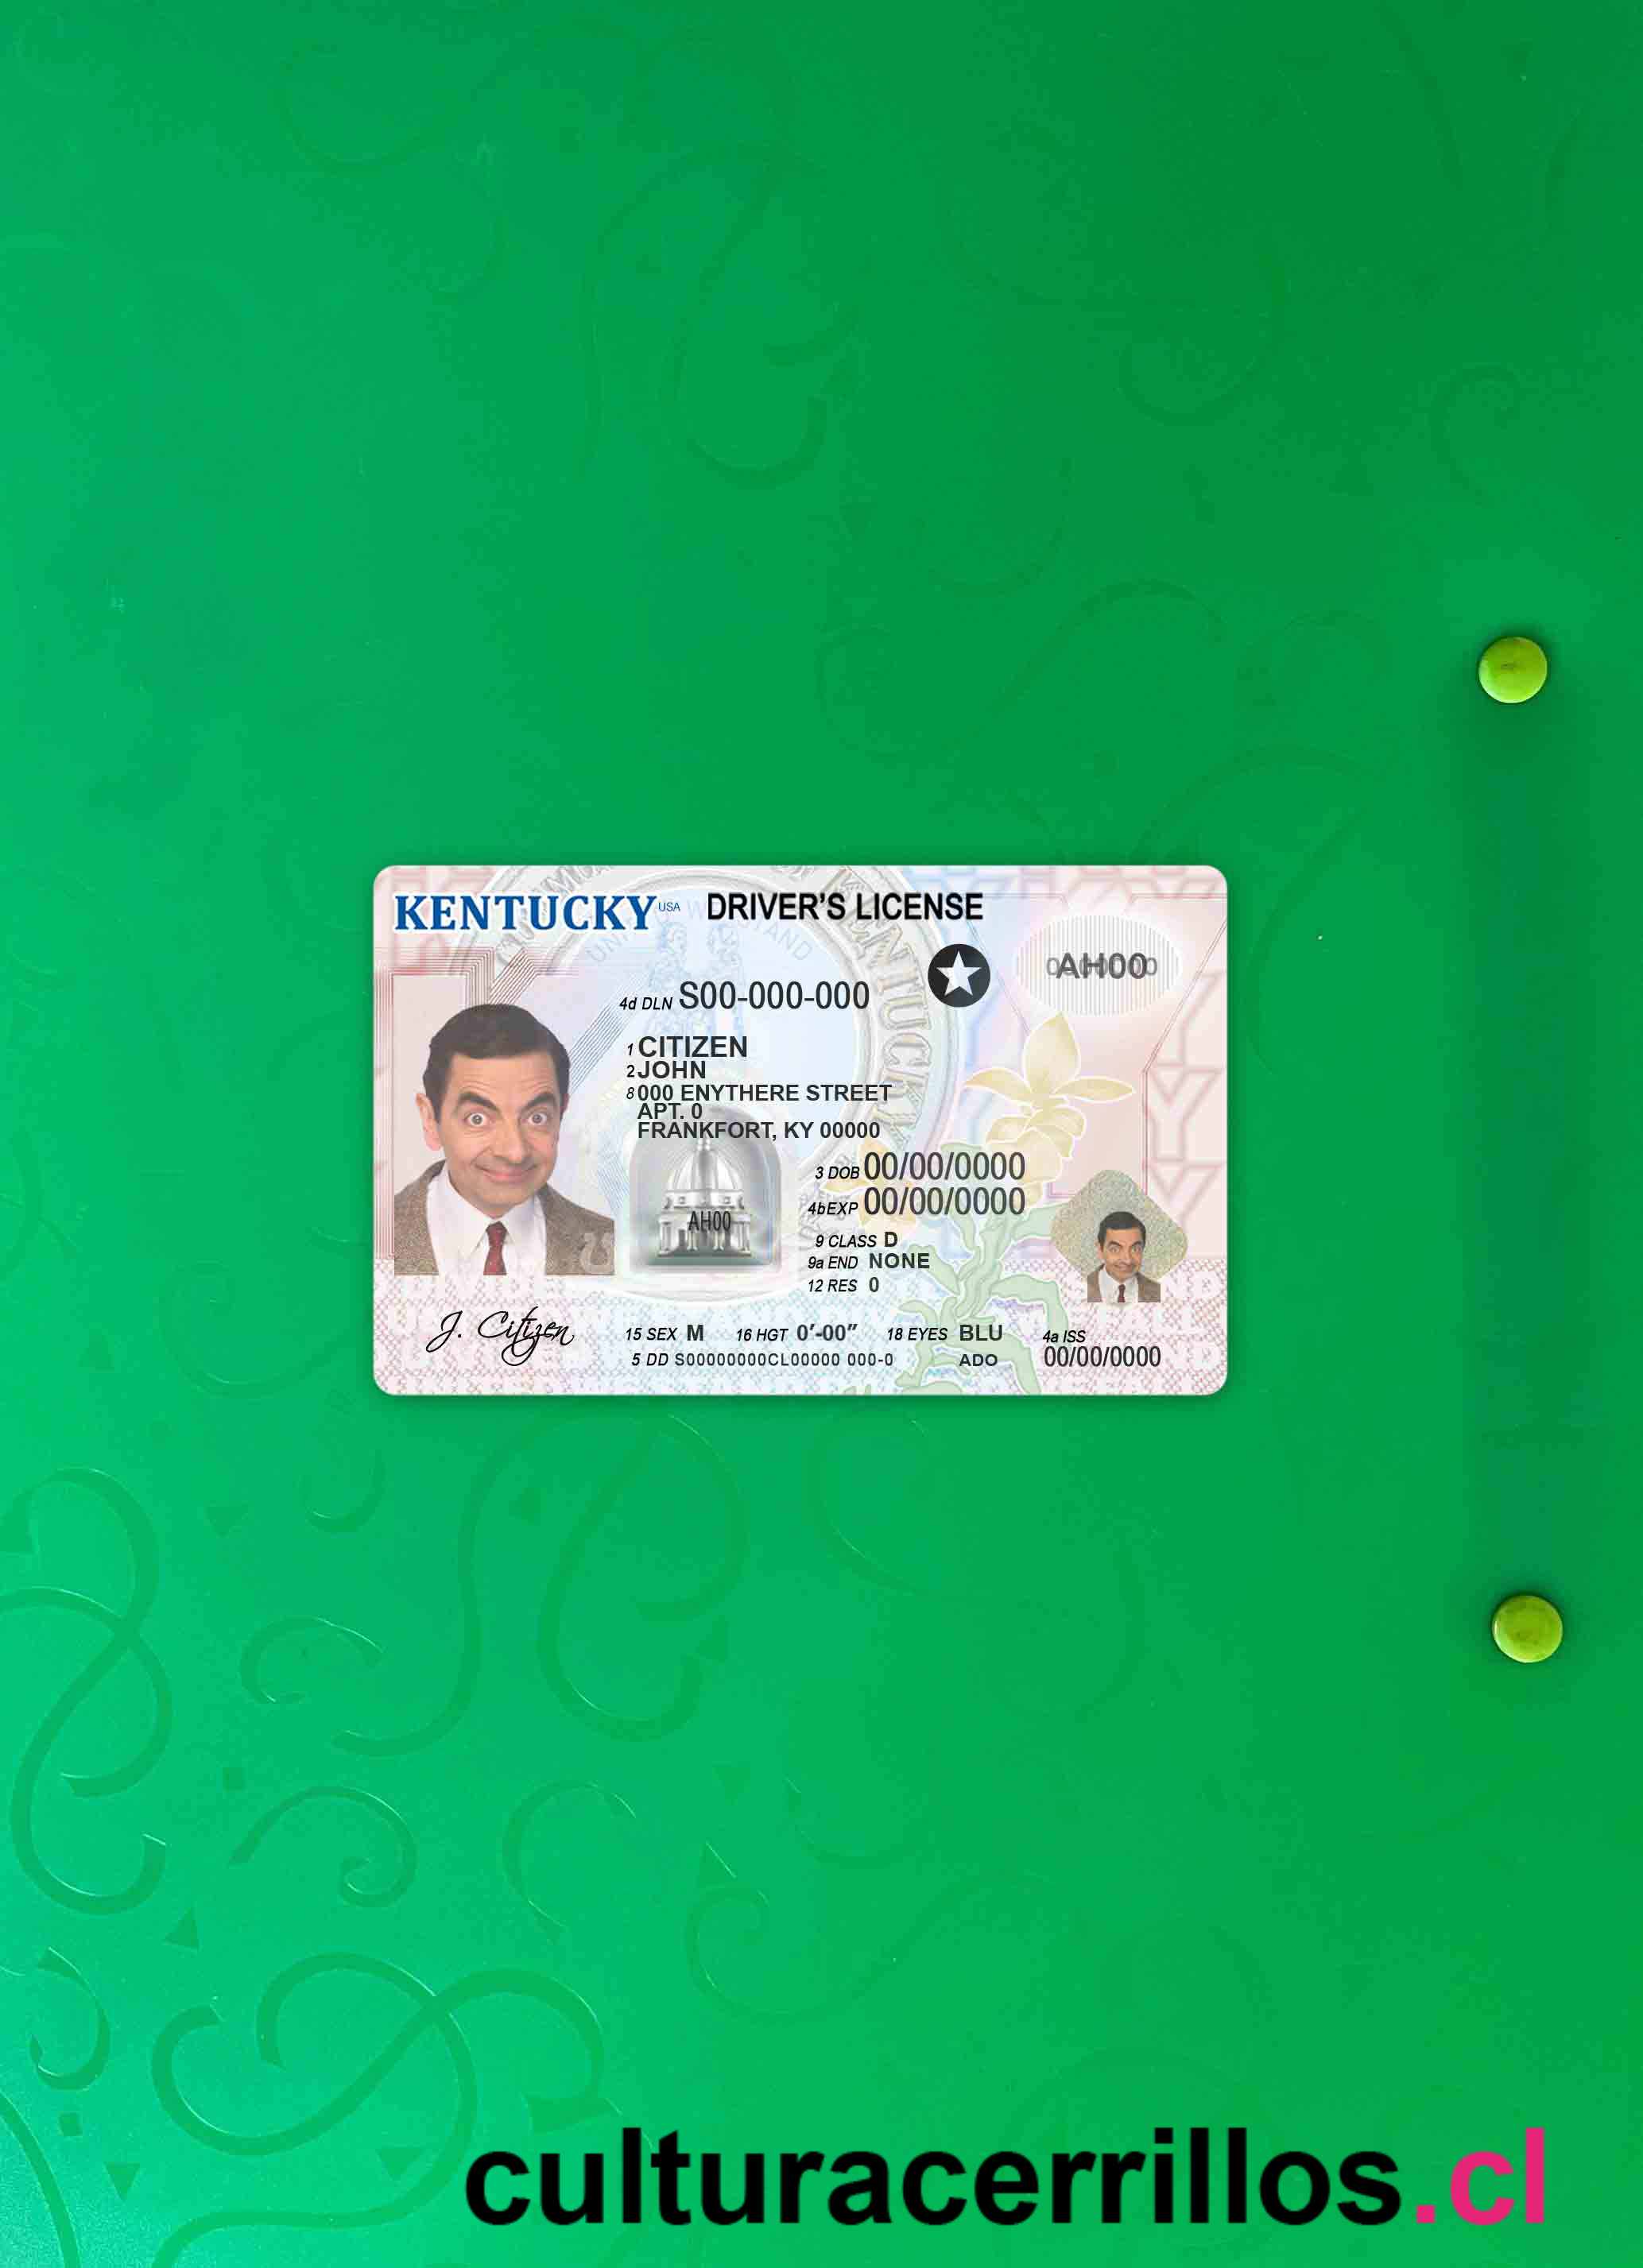 KENTUCKY USA DRIVER'S LICENSE
AH00
4d DLN S00-000-000
1 CITIZEN
2 JOHN
8 000 ENYTHERE STREET
APT. 0
FRANKFORT, KY 00000
3 DOB 00/00/0000
4b EXP 00/00/0000
AH00
9 CLASS D
9a END NONE
12 RES 0
J. Citizen
15 SEX M 16 HGT 0'-00" 18 EYES BLU 4a ISS
5 DD S00000000CL00000 000-0 ADO 00/00/0000
culturacerrillos.cl